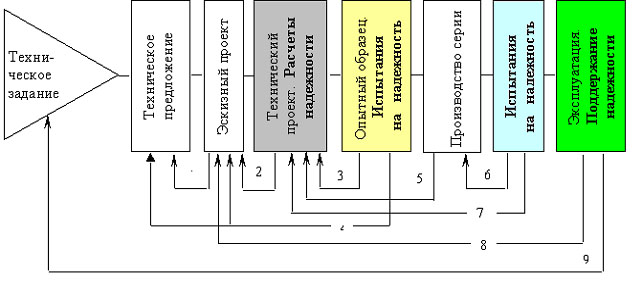 Техни-
ческое
задание
Техническое
предложение
Эскизный проект
Технический
проект. Расчеты
надежности
Опытный образец.
Испытания
на надежность
Производство серии
Испытания
на надежность
Эксплуатация.
Поддержание
надежности
2
3
5
6
7
8
9